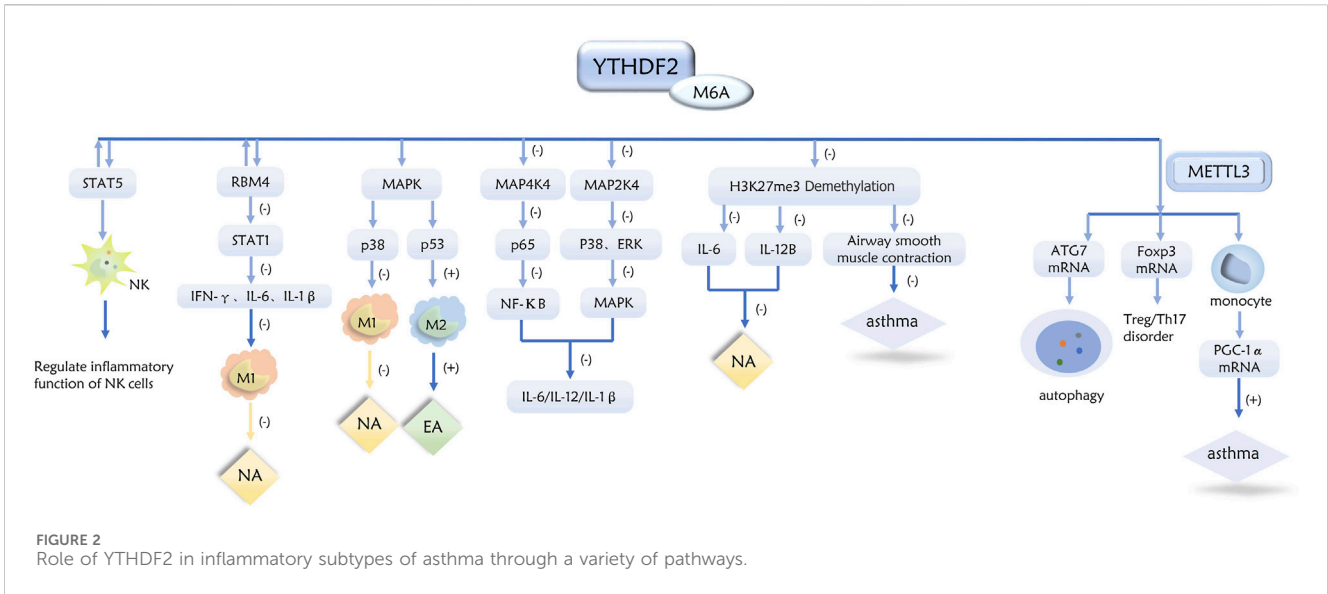 YTHDF2
M6A
METTL3
(-) (-) (-)
STAT5 RBM4 MAPK MAP4K4 MAP2K4 H3K27me3 Demethylation
(-) (-) (-) (-) (-) (-)
STAT1 p38 p53 p65 P38、ERK IL-6 IL-12B Airway smooth
muscle contraction
ATG7
mRNA
Foxp3
mRNA
NK
(-) (-) (+) (-) (-) (-)
IFN-γ、IL-6、IL-1β NF-KB MAPK
(-)
M1 M2
(-)
asthma
monocyte
Treg/Th17
disorder
Regulate inflammatory
function of NK cells
M1
(-) (+) (-)
NA
PGC-1α
mRNA
autophagy
IL-6/IL-12/IL-1β
(-)
NA EA
(+)
NA
asthma
FIGURE 2
Role of YTHDF2 in inflammatory subtypes of asthma through a variety of pathways.